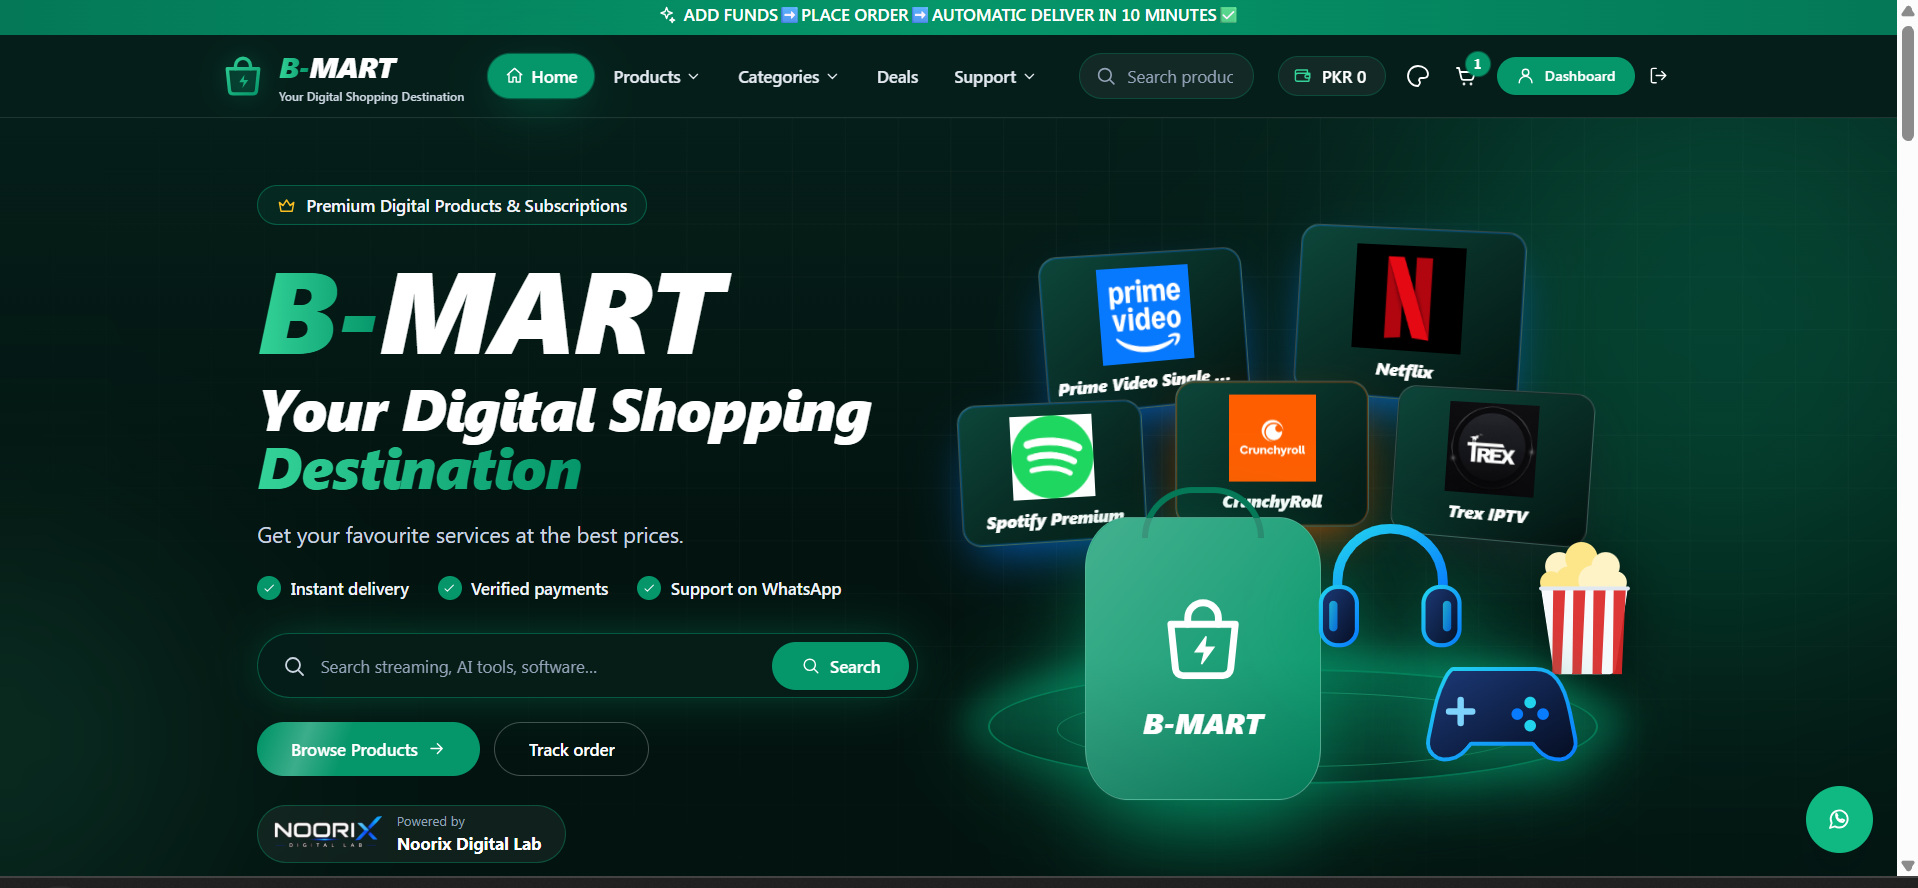 ADD FUNDS ➡️ PLACE ORDER ➡️ AUTOMATIC DELIVER IN 10 MINUTES ✅
B-MART
Your Digital Shopping Destination
Home
Products
Categories
Deals
Support
Search produc
PKR 0
1
Dashboard
Premium Digital Products & Subscriptions
B-MART
Your Digital Shopping
Destination
Get your favourite services at the best prices.
Instant delivery
Verified payments
Support on WhatsApp
Search streaming, AI tools, software...
Search
Browse Products
Track order
NOORIX
DIGITAL LAB
Powered by
Noorix Digital Lab
prime
video
Prime Video Single ...
N
Netflix
Spotify Premium
Crunchyroll
CrunchyRoll
TREX
Trex IPTV
B-MART